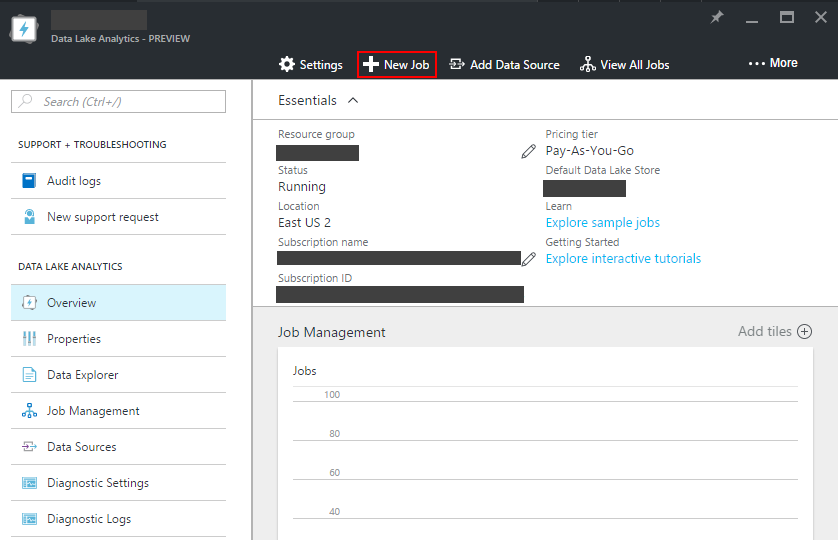 Data Lake Analytics - PREVIEW
Settings
New Job
Add Data Source
View All Jobs
More
Search (Ctrl+/)
SUPPORT + TROUBLESHOOTING
Audit logs
New support request
DATA LAKE ANALYTICS
Overview
Properties
Data Explorer
Job Management
Data Sources
Diagnostic Settings
Diagnostic Logs
Essentials
Resource group
Status
Running
Location
East US 2
Subscription name
Subscription ID
Pricing tier
Pay-As-You-Go
Default Data Lake Store
Learn
Explore sample jobs
Getting Started
Explore interactive tutorials
Job Management
Add tiles
Jobs
100
80
60
40